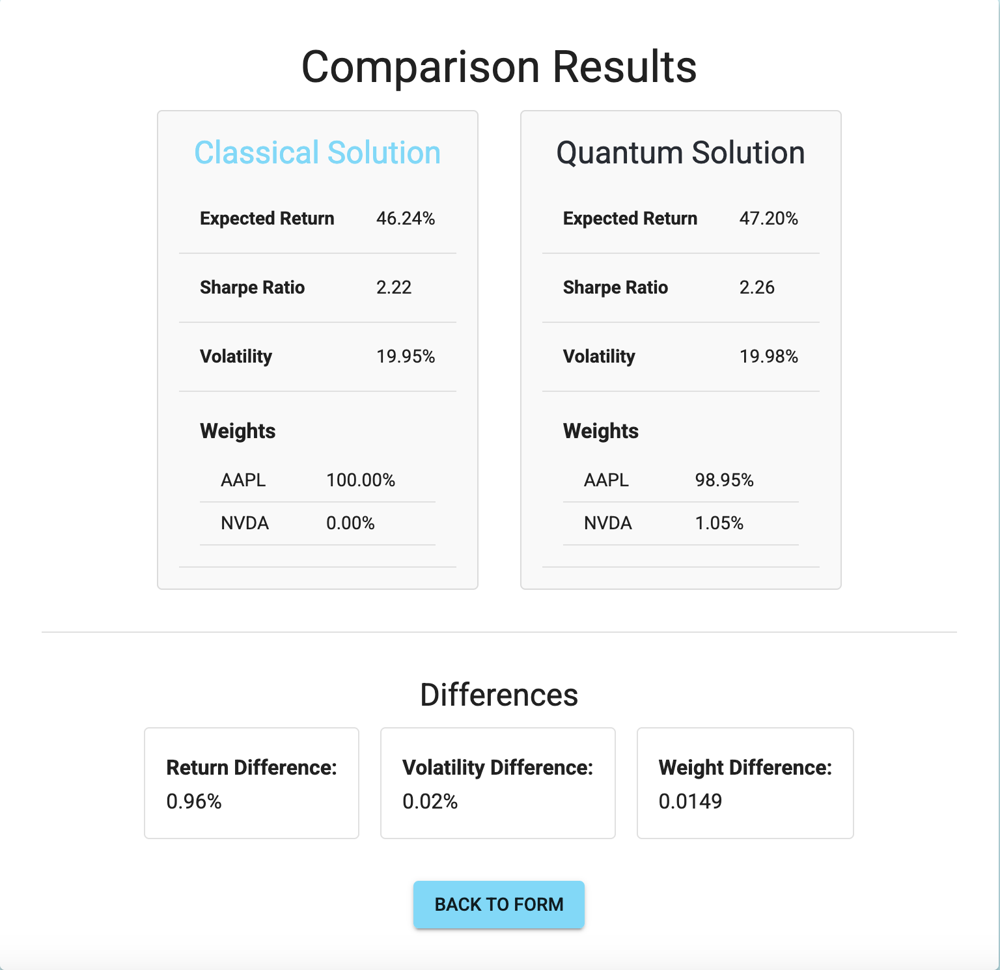 Comparison Results
Classical Solution
Expected Return 46.24%
Sharpe Ratio 2.22
Volatility 19.95%
Weights
AAPL 100.00%
NVDA 0.00%
Quantum Solution
Expected Return 47.20%
Sharpe Ratio 2.26
Volatility 19.98%
Weights
AAPL 98.95%
NVDA 1.05%
Differences
Return Difference:
0.96%
Volatility Difference:
0.02%
Weight Difference:
0.0149
BACK TO FORM